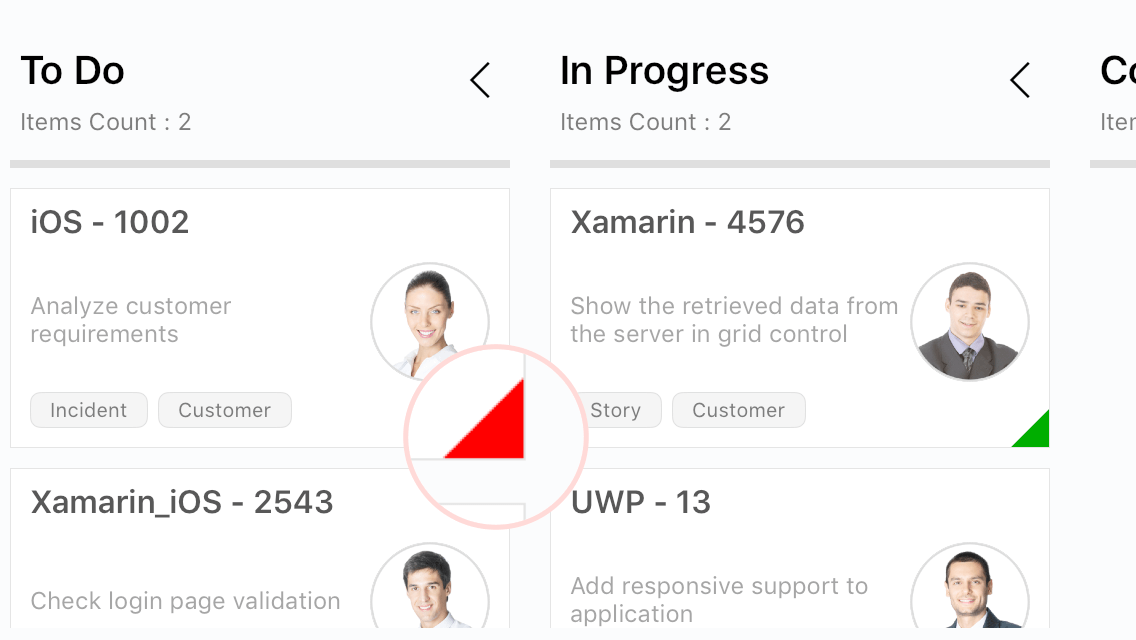 To Do
Items Count : 2
iOS - 1002
Analyze customer
requirements
Incident
Customer
Xamarin_iOS - 2543
Check login page validation
In Progress
Items Count : 2
Xamarin - 4576
Show the retrieved data from
the server in grid control
Story
Customer
UWP - 13
Add responsive support to
application